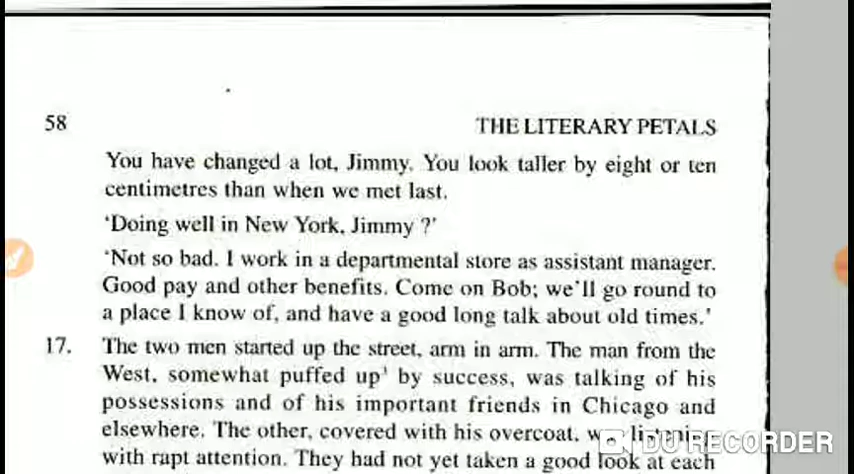 58
THE LITERARY PETALS
You have changed a lot, Jimmy. You look taller by eight or ten
centimetres than when we met last.
'Doing well in New York, Jimmy ?'
'Not so bad. I work in a departmental store as assistant manager.
Good pay and other benefits. Come on Bob; we'll go round to
a place I know of, and have a good long talk about old times.'
17. The two men started up the street, arm in arm. The man from the
West, somewhat puffed up¹ by success, was talking of his
possessions and of his important friends in Chicago and
elsewhere. The other, covered with his overcoat,
with rapt attention. They had not yet taken a good look at each
DU RECORDER